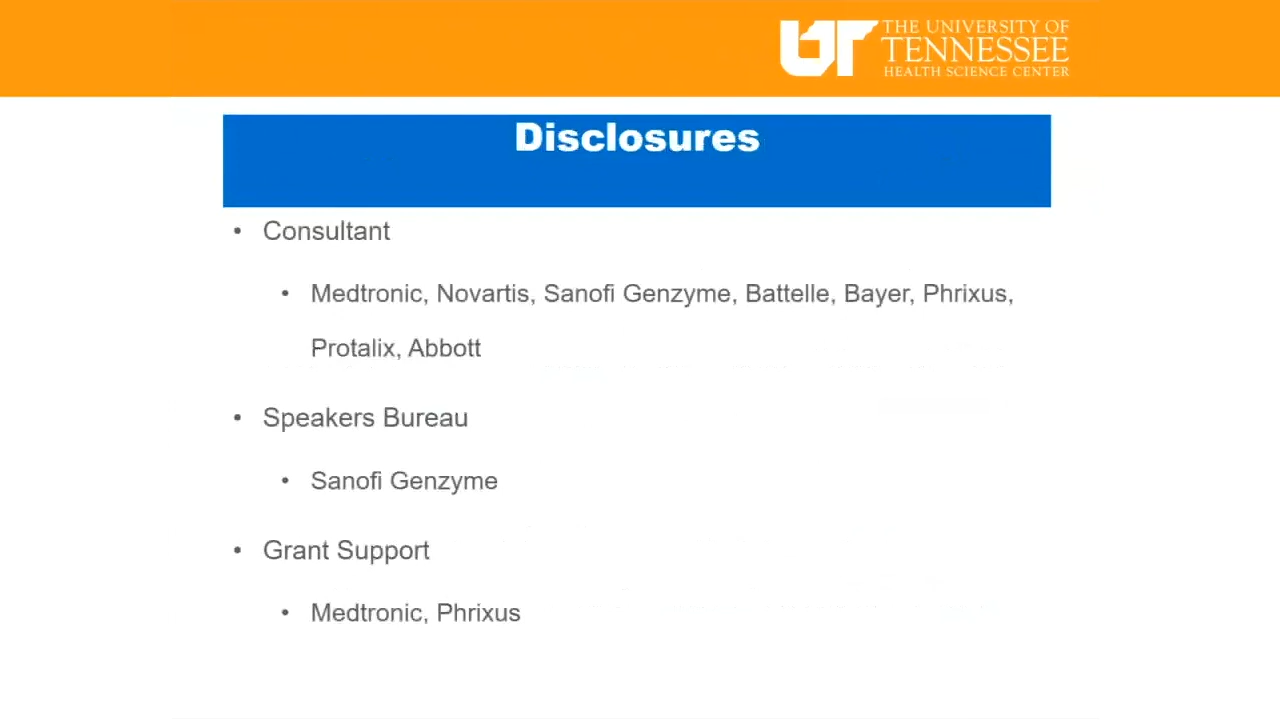 UT THE UNIVERSITY OF
TENNESSEE
HEALTH SCIENCE CENTER
Disclosures
• Consultant
• Medtronic, Novartis, Sanofi Genzyme, Battelle, Bayer, Phrixus,
Protalix, Abbott
• Speakers Bureau
• Sanofi Genzyme
• Grant Support
• Medtronic, Phrixus